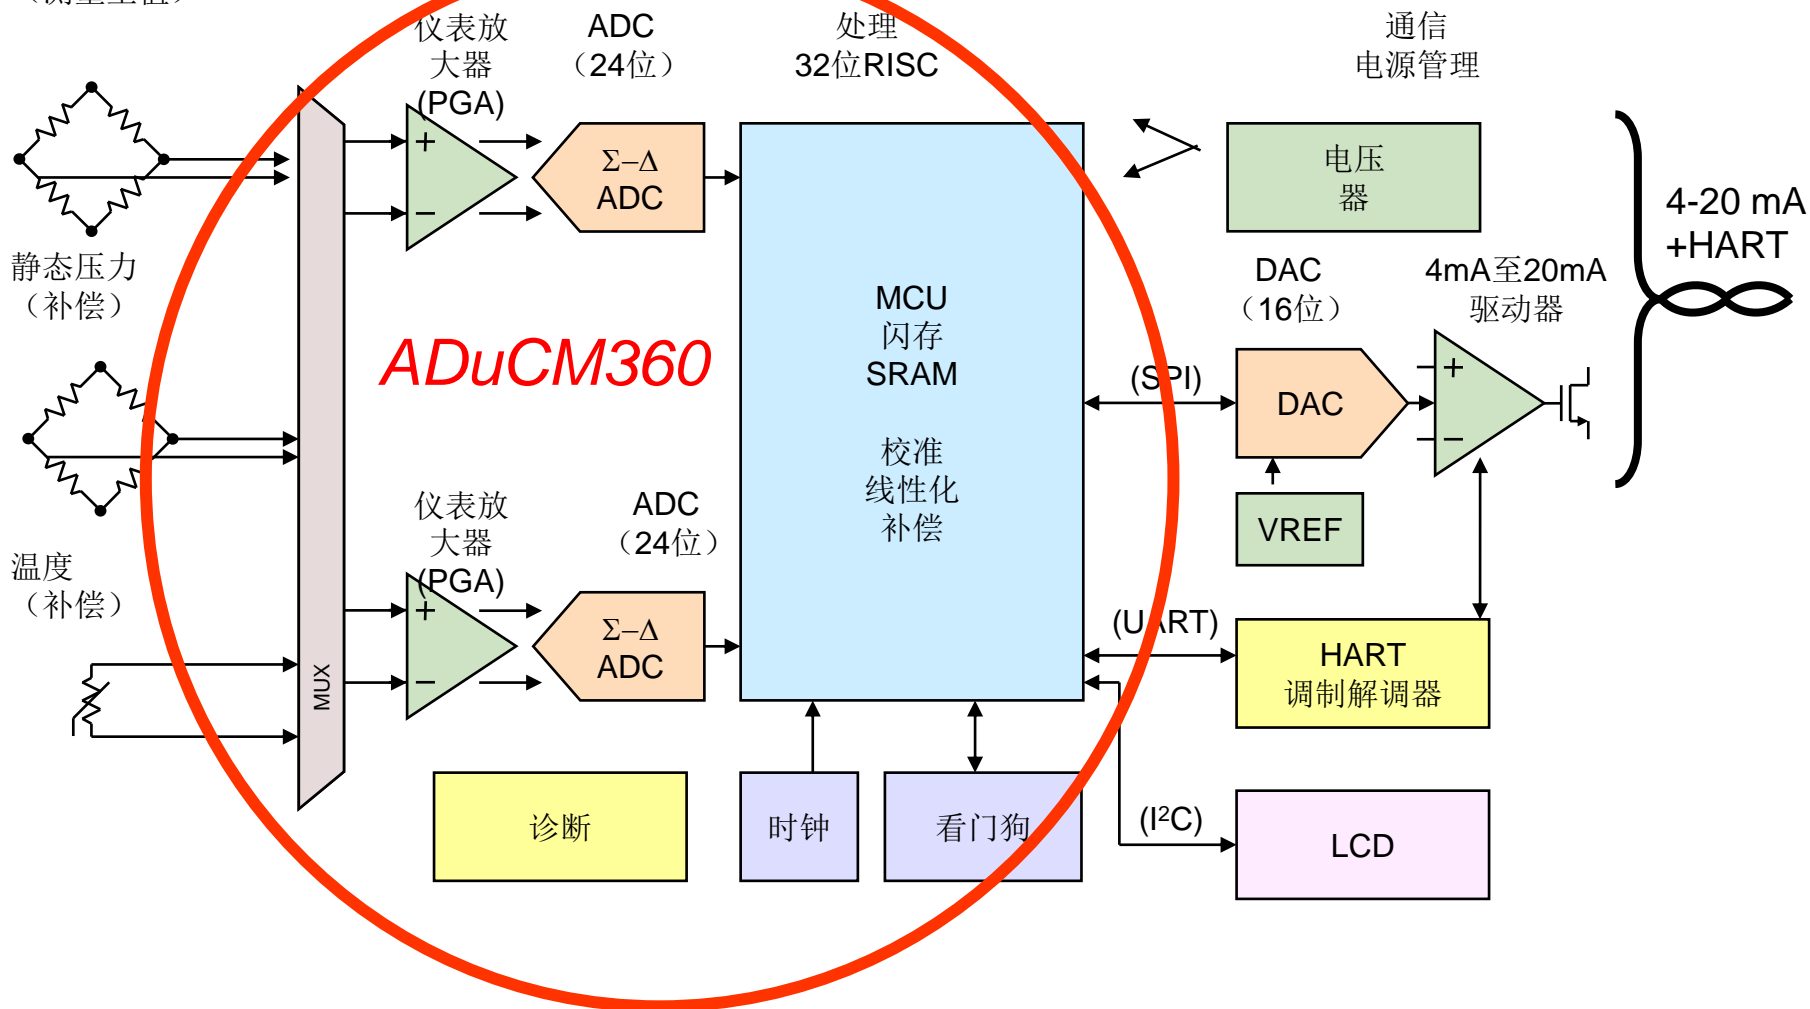 仪表放
大器
(PGA)
ADC
（24位）
处理
32位RISC
通信
电源管理
Σ–Δ
ADC
电压
器
4-20 mA
+HART
静态压力
（补偿）
ADuCM360
MCU
闪存
SRAM
校准
线性化
补偿
DAC
（16位）
4mA至20mA
驱动器
(SPI)
DAC
VREF
仪表放
大器
(PGA)
ADC
（24位）
温度
（补偿）
Σ–Δ
ADC
MUX
(UART)
HART
调制解调器
诊断
时钟
看门狗
(I²C)
LCD